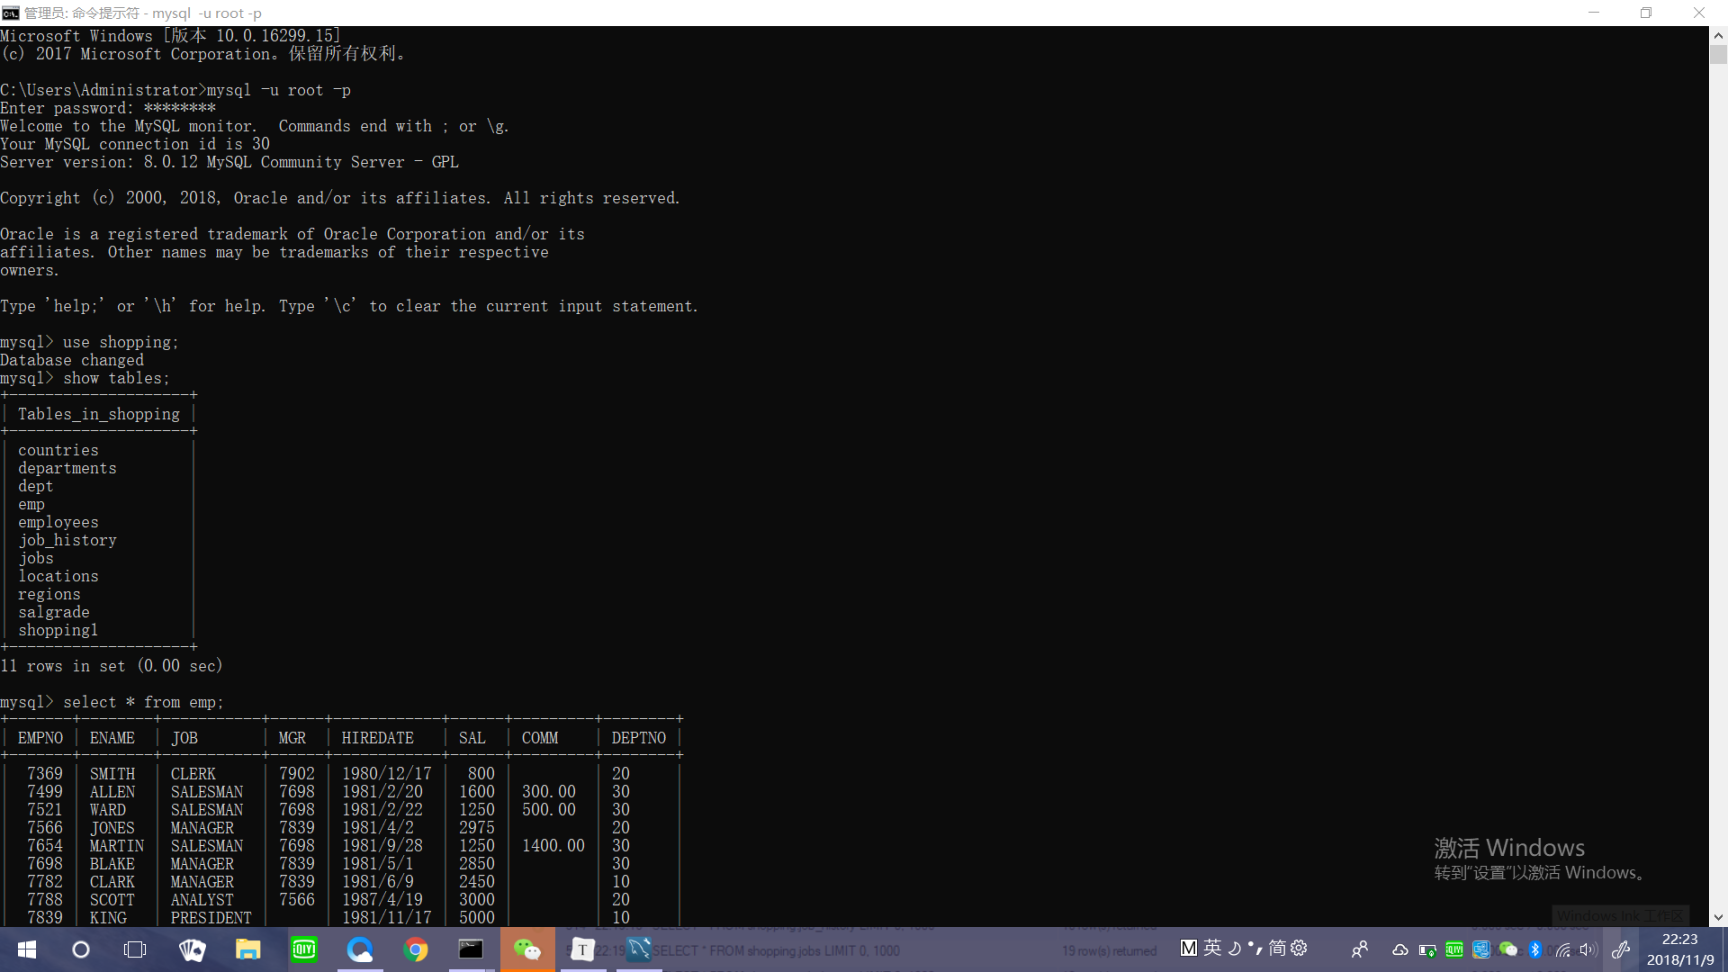 管理员: 命令提示符 - mysql  -u root -p
Microsoft Windows [版本 10.0.16299.15]
(c) 2017 Microsoft Corporation。保留所有权利。
C:\Users\Administrator>mysql -u root -p
Enter password: ********
Welcome to the MySQL monitor.  Commands end with ; or \g.
Your MySQL connection id is 30
Server version: 8.0.12 MySQL Community Server - GPL
Copyright (c) 2000, 2018, Oracle and/or its affiliates. All rights reserved.
Oracle is a registered trademark of Oracle Corporation and/or its
affiliates. Other names may be trademarks of their respective
owners.
Type 'help;' or '\h' for help. Type '\c' to clear the current input statement.
mysql> use shopping;
Database changed
mysql> show tables;
+--------------------+
| Tables_in_shopping |
+--------------------+
| countries          |
| departments        |
| dept               |
| emp                |
| employees          |
| job_history        |
| jobs               |
| locations          |
| regions            |
| salgrade           |
| shopping1          |
+--------------------+
11 rows in set (0.00 sec)
mysql> select * from emp;
+-------+--------+-----------+------+------------+------+---------+--------+
| EMPNO | ENAME  | JOB       | MGR  | HIREDATE   | SAL  | COMM    | DEPTNO |
+-------+--------+-----------+------+------------+------+---------+--------+
|  7369 | SMITH  | CLERK     | 7902 | 1980/12/17 |  800 |         | 20     |
|  7499 | ALLEN  | SALESMAN  | 7698 | 1981/2/20  | 1600 | 300.00  | 30     |
|  7521 | WARD   | SALESMAN  | 7698 | 1981/2/22  | 1250 | 500.00  | 30     |
|  7566 | JONES  | MANAGER   | 7839 | 1981/4/2   | 2975 |         | 20     |
|  7654 | MARTIN | SALESMAN  | 7698 | 1981/9/28  | 1250 | 1400.00 | 30     |
|  7698 | BLAKE  | MANAGER   | 7839 | 1981/5/1   | 2850 |         | 30     |
|  7782 | CLARK  | MANAGER   | 7839 | 1981/6/9   | 2450 |         | 10     |
|  7788 | SCOTT  | ANALYST   | 7566 | 1987/4/19  | 3000 |         | 20     |
|  7839 | KING   | PRESIDENT |      | 1981/11/17 | 5000 |         | 10     |
激活 Windows
转到"设置"以激活 Windows。
Windows Ink 工作区
SELECT * FROM shopping.jobs LIMIT 0, 1000
19 row(s) returned
M 英 简
22:23
2018/11/9